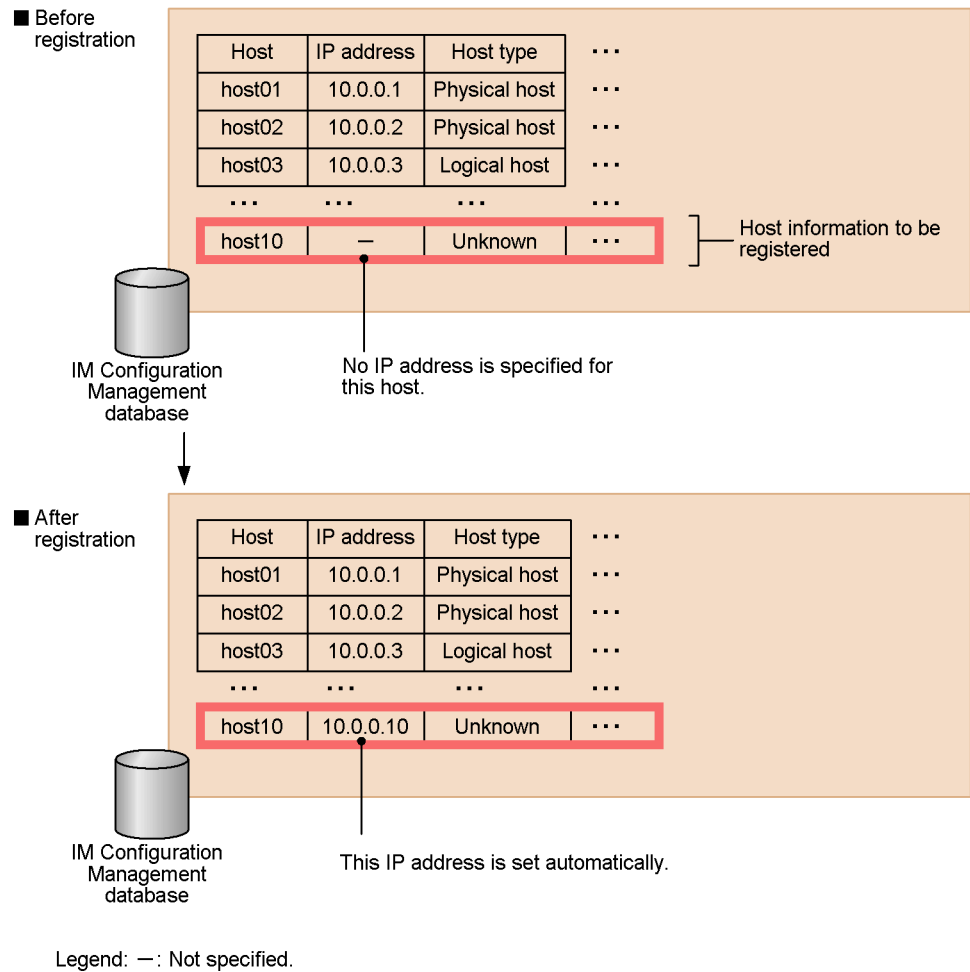 ■ Before
registration
Host IP address Host type ...
host01 10.0.0.1 Physical host ...
host02 10.0.0.2 Physical host ...
host03 10.0.0.3 Logical host ...
... ... ... ...
host10 — Unknown ...
Host information to be
registered
No IP address is specified for
this host.
IM Configuration
Management
database
■ After
registration
Host IP address Host type ...
host01 10.0.0.1 Physical host ...
host02 10.0.0.2 Physical host ...
host03 10.0.0.3 Logical host ...
... ... ... ...
host10 10.0.0.10 Unknown ...
This IP address is set automatically.
IM Configuration
Management
database
Legend: —: Not specified.